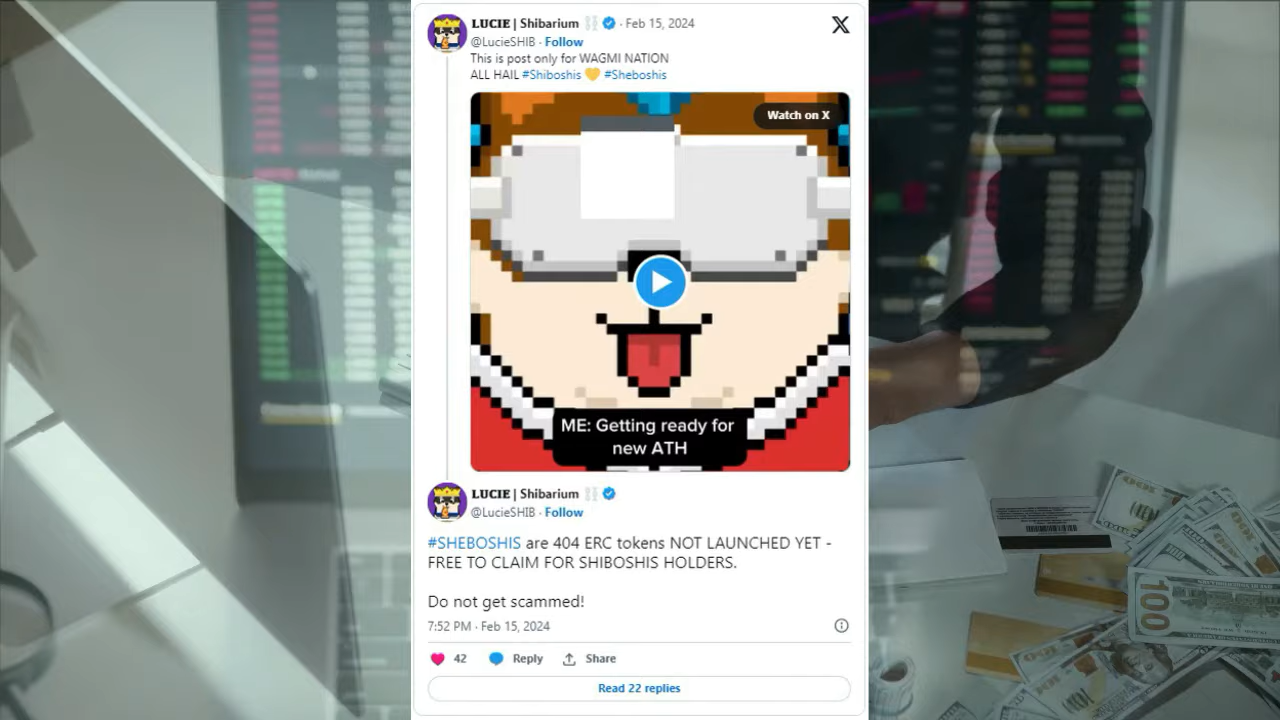 LUCIE | Shibarium · Feb 15, 2024
@LucieSHIB · Follow
This is post only for WAGMI NATION
ALL HAIL #Shiboshis 💛 #Sheboshis
Watch on X
ME: Getting ready for
new ATH
LUCIE | Shibarium
@LucieSHIB · Follow
#SHEBOSHIS are 404 ERC tokens NOT LAUNCHED YET -
FREE TO CLAIM FOR SHIBOSHIS HOLDERS.
Do not get scammed!
7:52 PM · Feb 15, 2024
42 Reply Share
Read 22 replies
100
100